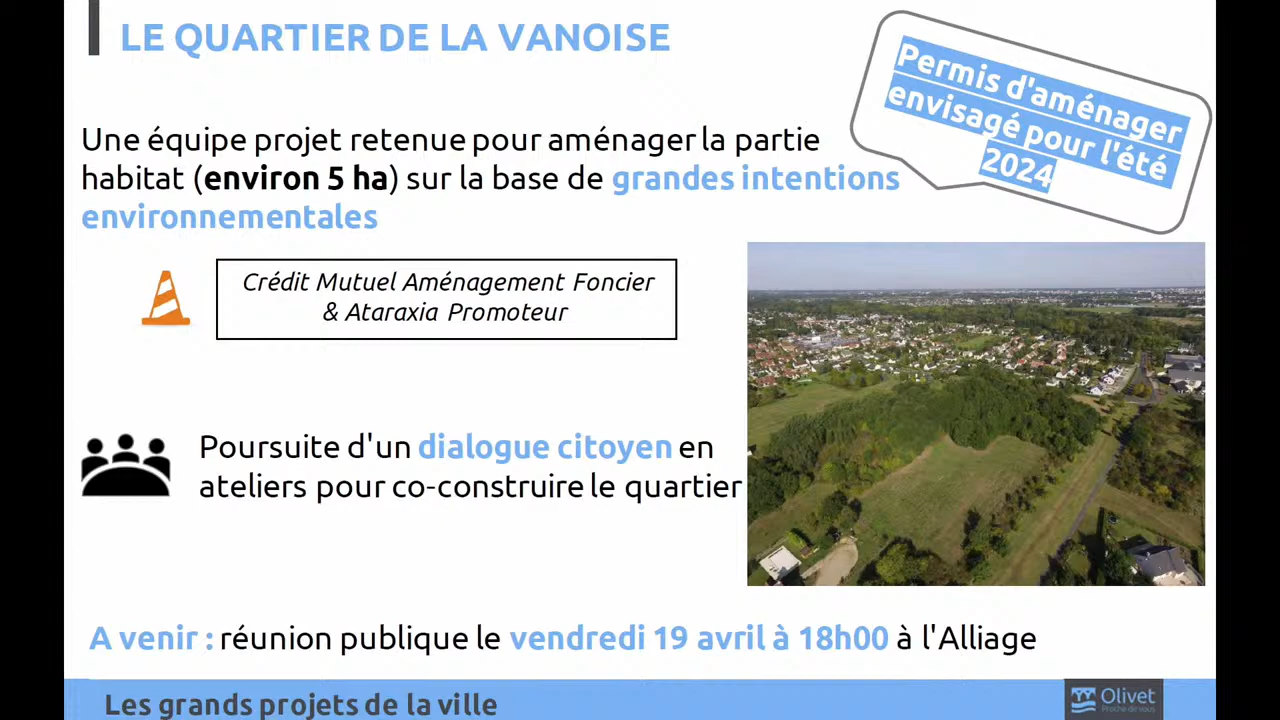 LE QUARTIER DE LA VANOISE
Permis d'aménager
envisagé pour l'été
2024
Une équipe projet retenue pour aménager la partie
habitat (environ 5 ha) sur la base de grandes intentions
environnementales
Crédit Mutuel Aménagement Foncier
& Ataraxia Promoteur
Poursuite d'un dialogue citoyen en
ateliers pour co-construire le quartier
A venir : réunion publique le vendredi 19 avril à 18h00 à l'Alliage
Les grands projets de la ville
Olivet
Proche de vous